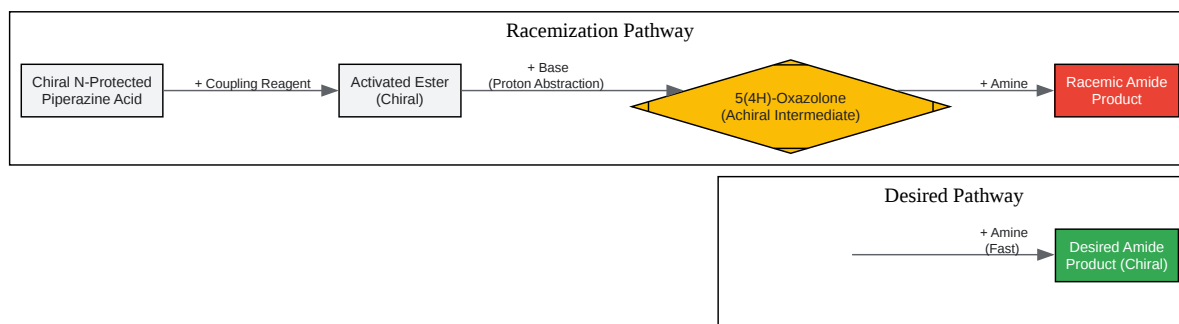 Racemization Pathway
Chiral N-Protected
Piperazine Acid
+ Coupling Reagent
Activated Ester
(Chiral)
+ Base
(Proton Abstraction)
5(4H)-Oxazolone
(Achiral Intermediate)
+ Amine
Racemic Amide
Product
Desired Pathway
+ Amine
(Fast)
Desired Amide
Product (Chiral)